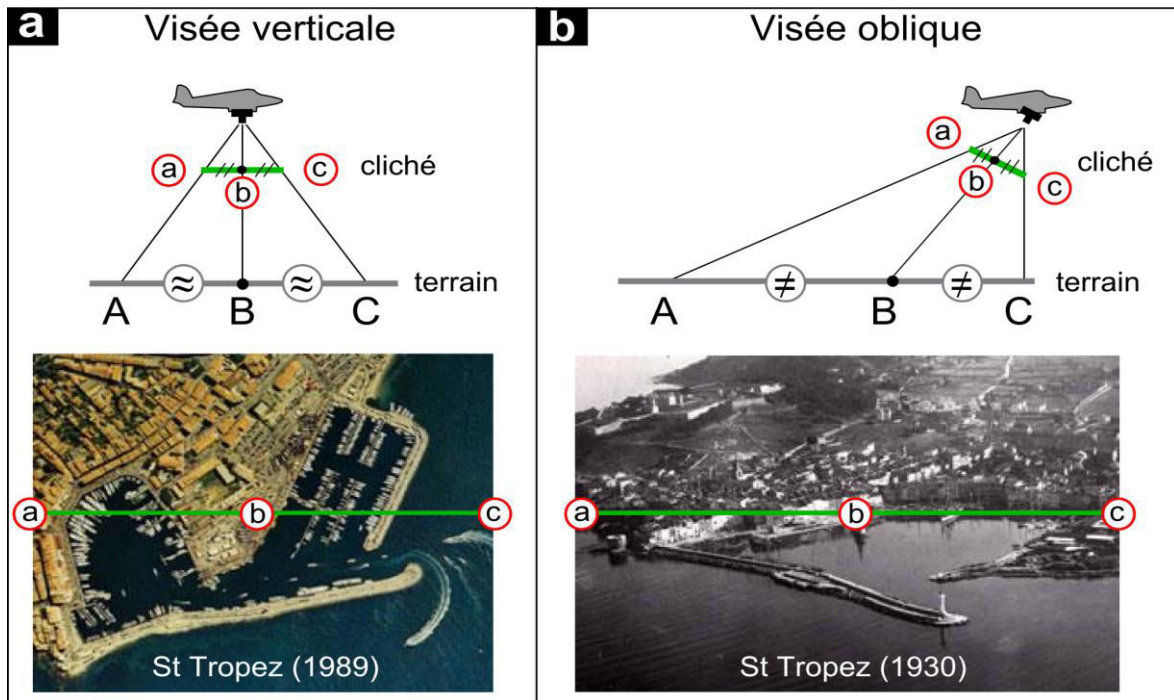 a
Visée verticale
a
c
cliché
b
≈
≈
terrain
A
B
C
a
b
c
St Tropez (1989)
b
Visée oblique
a
cliché
b
c
≠
≠
terrain
A
B
C
a
b
c
St Tropez (1930)